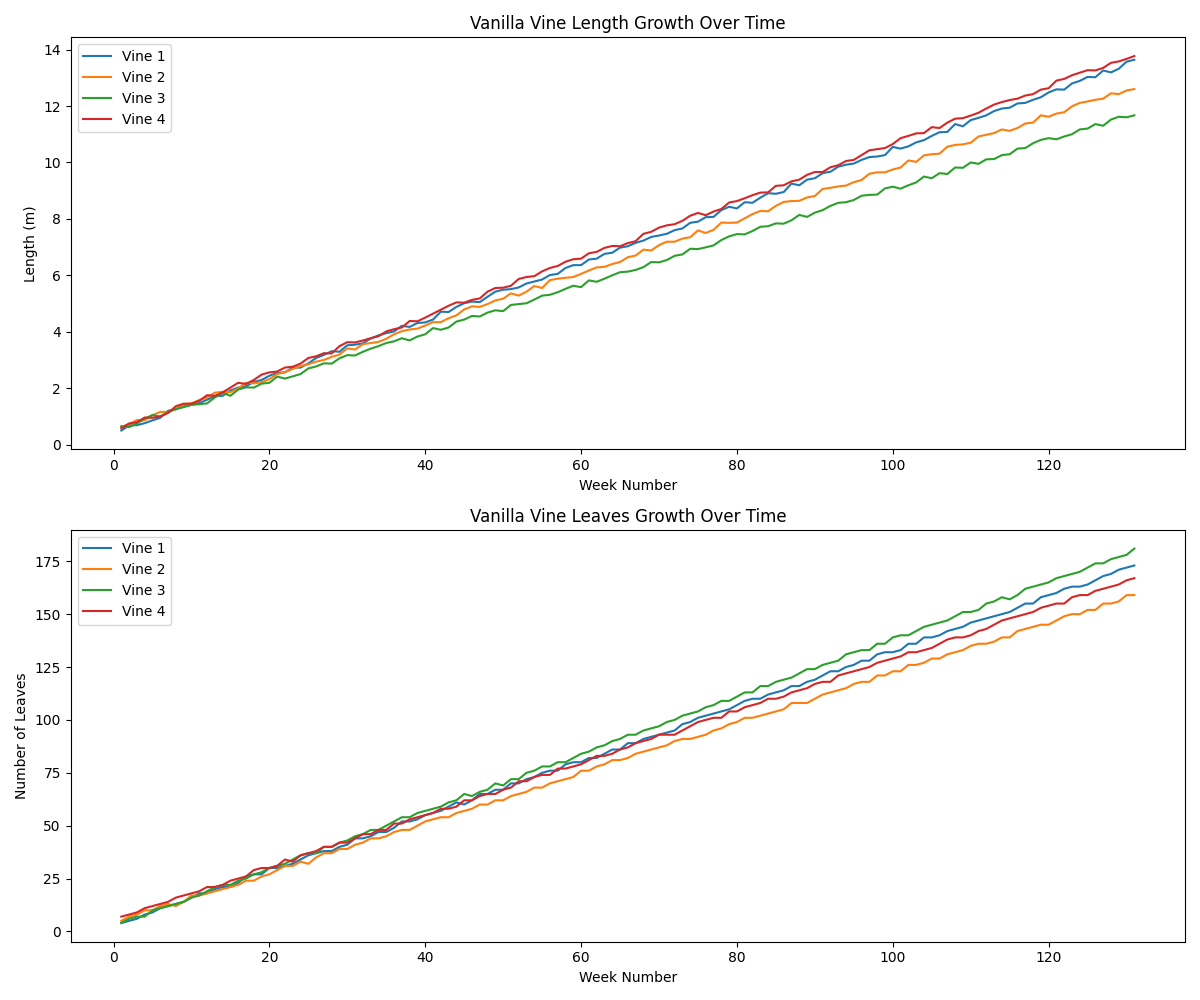 Vanilla Vine Length Growth Over Time
Vine 1
Vine 2
Vine 3
Vine 4
Length (m)
14
12
10
8
6
4
2
0
0 20 40 60 80 100 120
Week Number
Vanilla Vine Leaves Growth Over Time
Vine 1
Vine 2
Vine 3
Vine 4
Number of Leaves
175
150
125
100
75
50
25
0
0 20 40 60 80 100 120
Week Number